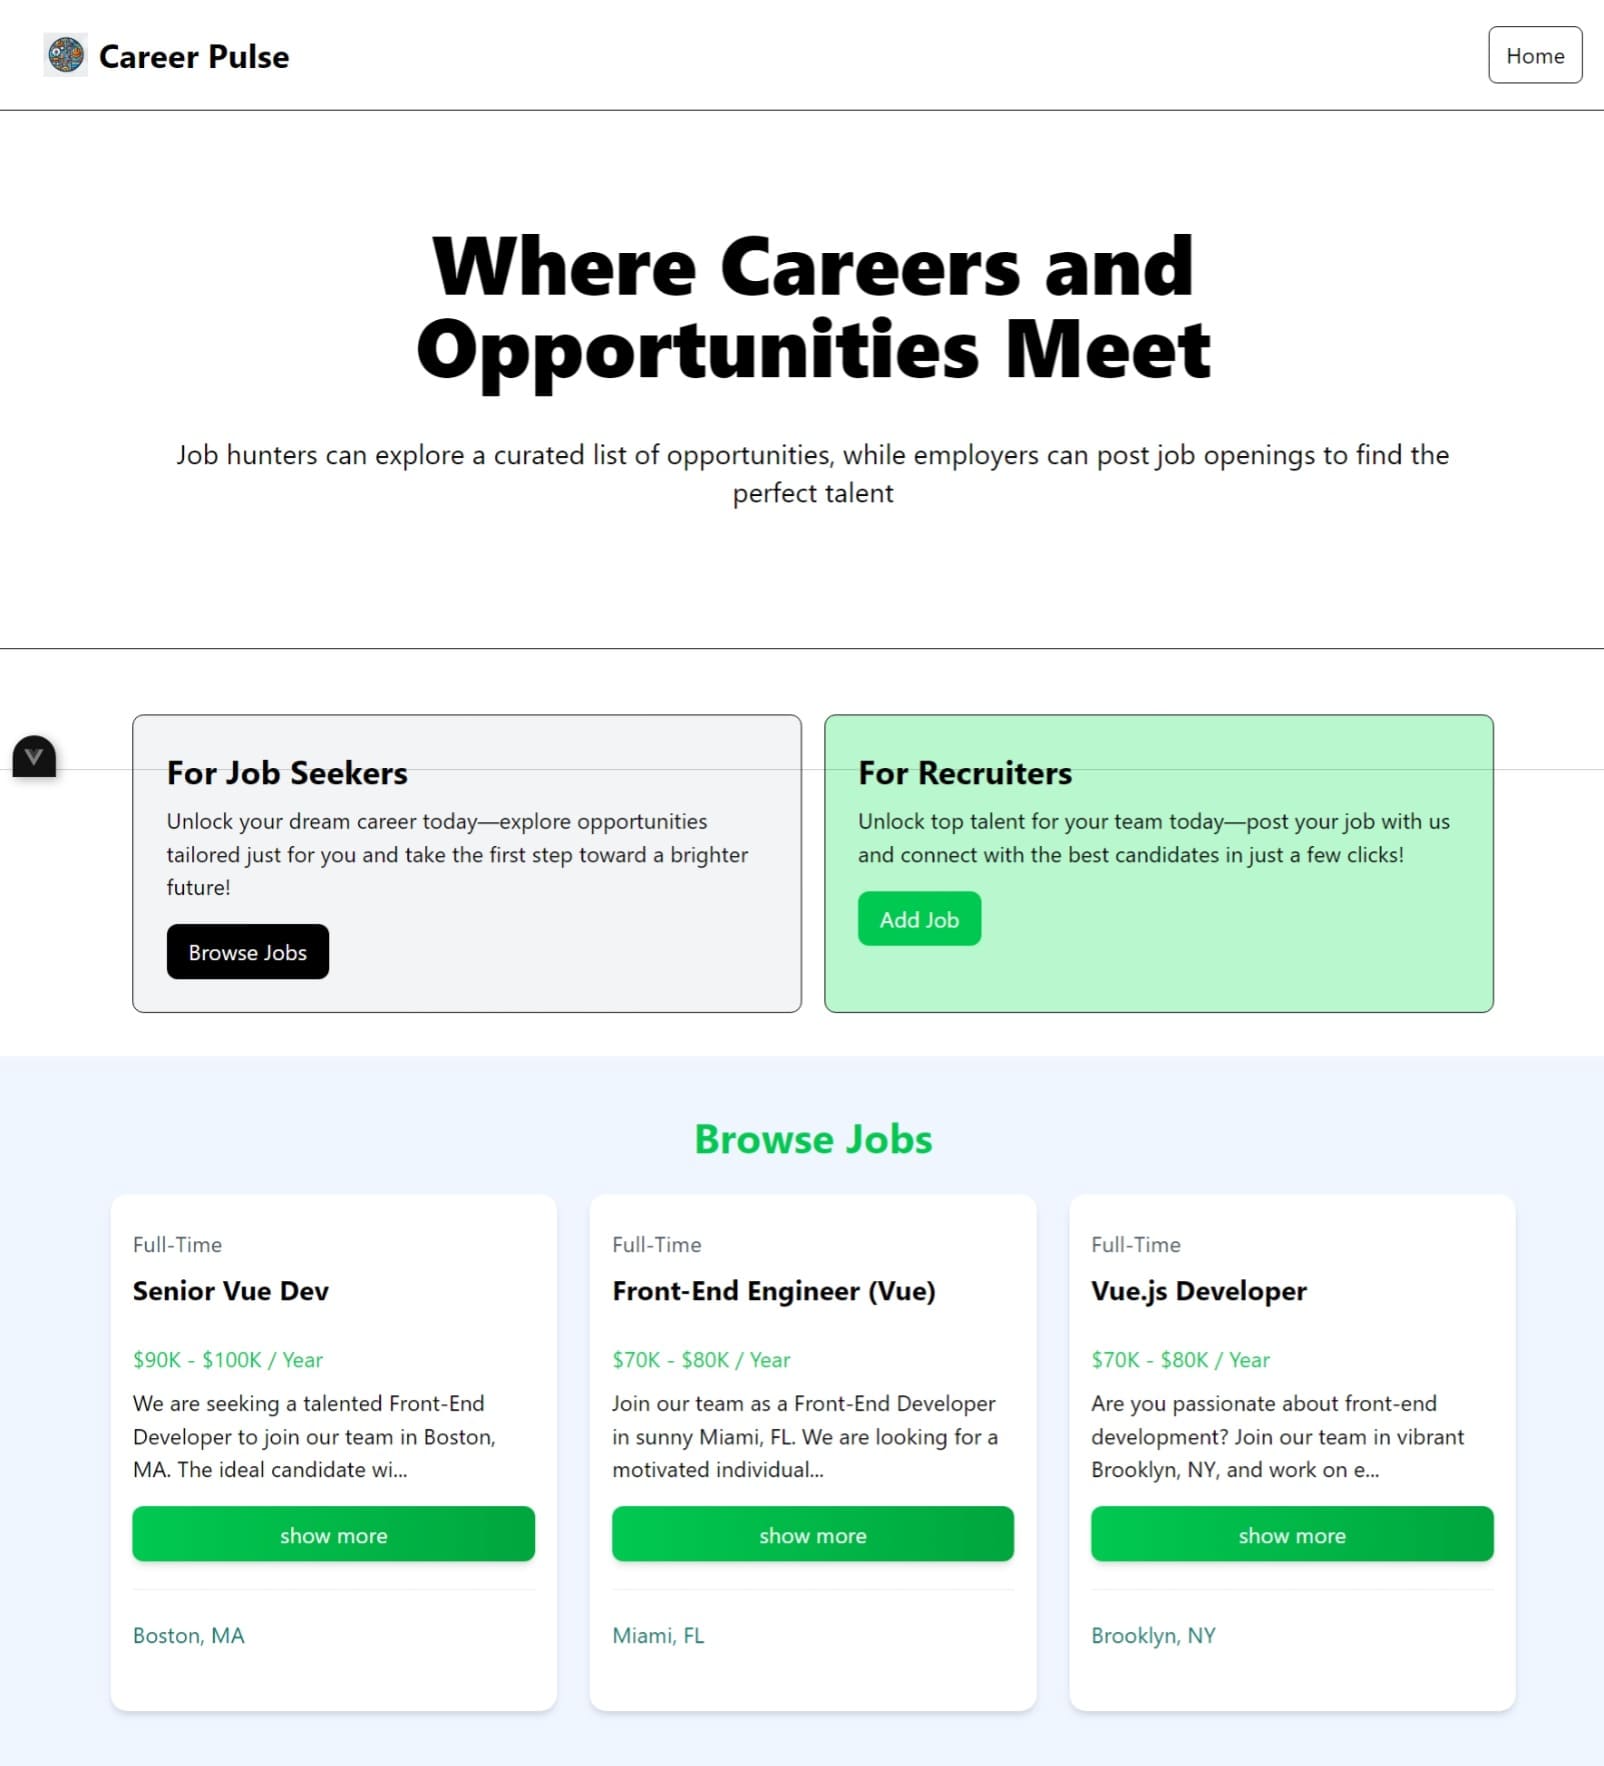 Career Pulse
Home
Where Careers and
Opportunities Meet
Job hunters can explore a curated list of opportunities, while employers can post job openings to find the
perfect talent
For Job Seekers
Unlock your dream career today—explore opportunities
tailored just for you and take the first step toward a brighter
future!
Browse Jobs
For Recruiters
Unlock top talent for your team today—post your job with us
and connect with the best candidates in just a few clicks!
Add Job
Browse Jobs
Full-Time
Senior Vue Dev
$90K - $100K / Year
We are seeking a talented Front-End
Developer to join our team in Boston,
MA. The ideal candidate wi...
show more
Boston, MA
Full-Time
Front-End Engineer (Vue)
$70K - $80K / Year
Join our team as a Front-End Developer
in sunny Miami, FL. We are looking for a
motivated individual...
show more
Miami, FL
Full-Time
Vue.js Developer
$70K - $80K / Year
Are you passionate about front-end
development? Join our team in vibrant
Brooklyn, NY, and work on e...
show more
Brooklyn, NY